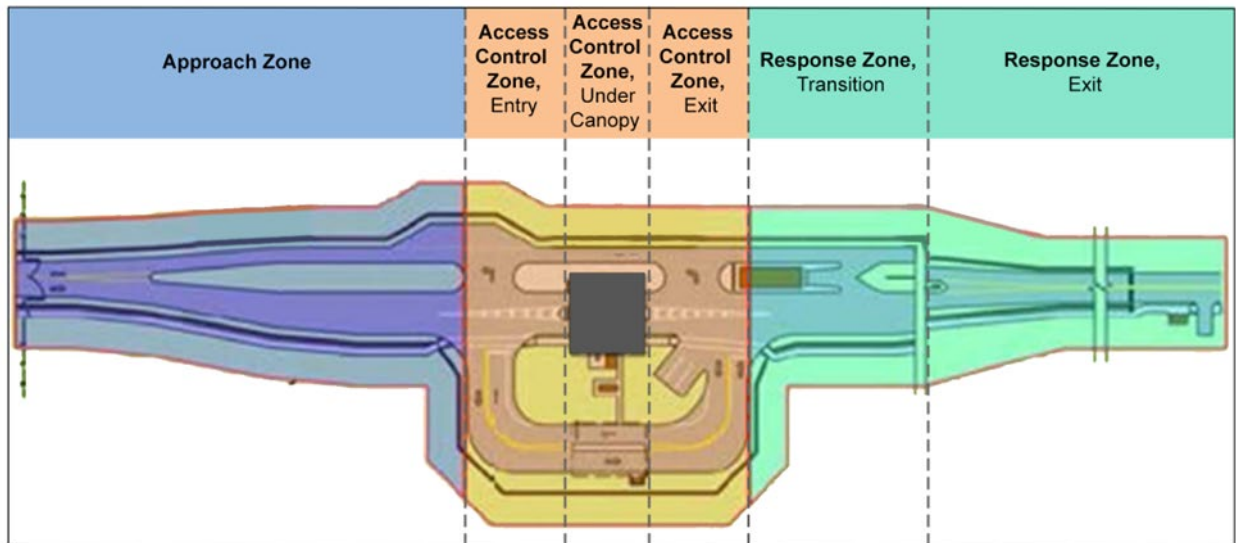 Approach Zone
Access
Control
Zone,
Entry
Access
Control
Zone,
Under
Canopy
Access
Control
Zone,
Exit
Response Zone,
Transition
Response Zone,
Exit